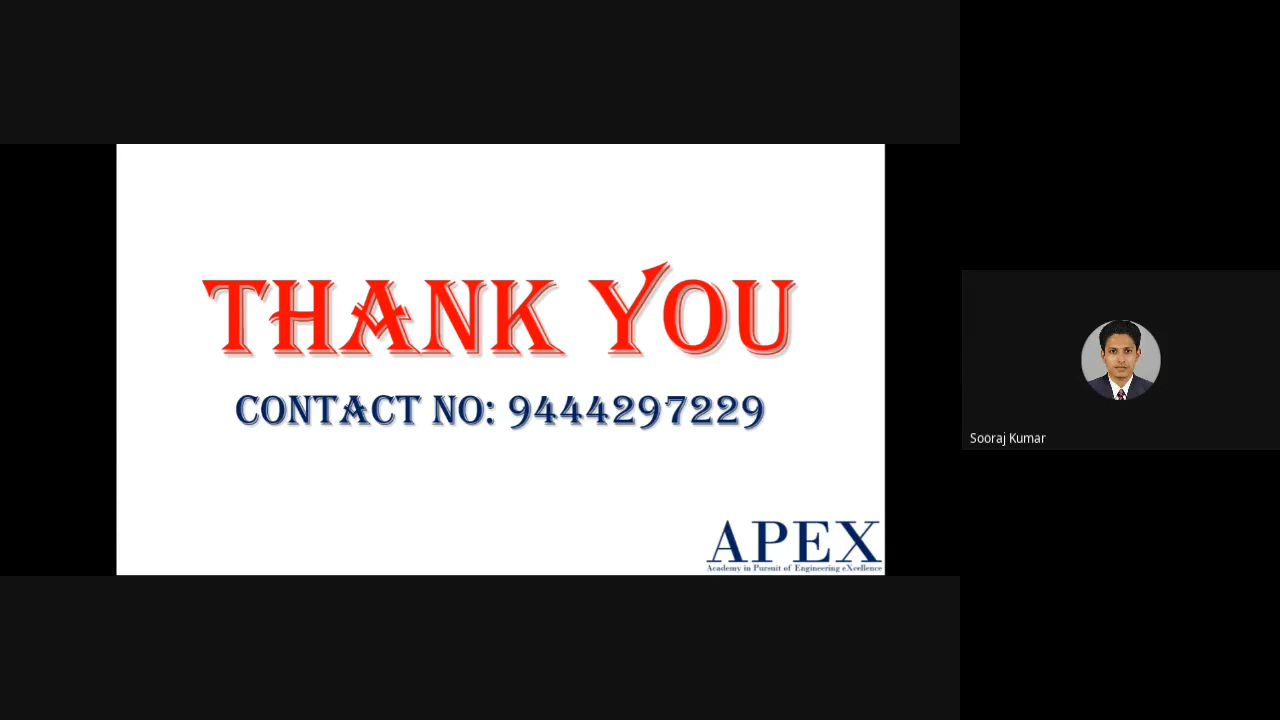 THANK YOU
CONTACT NO: 9444297229
APEX
Academy in Pursuit of Engineering eXcellence
Sooraj Kumar